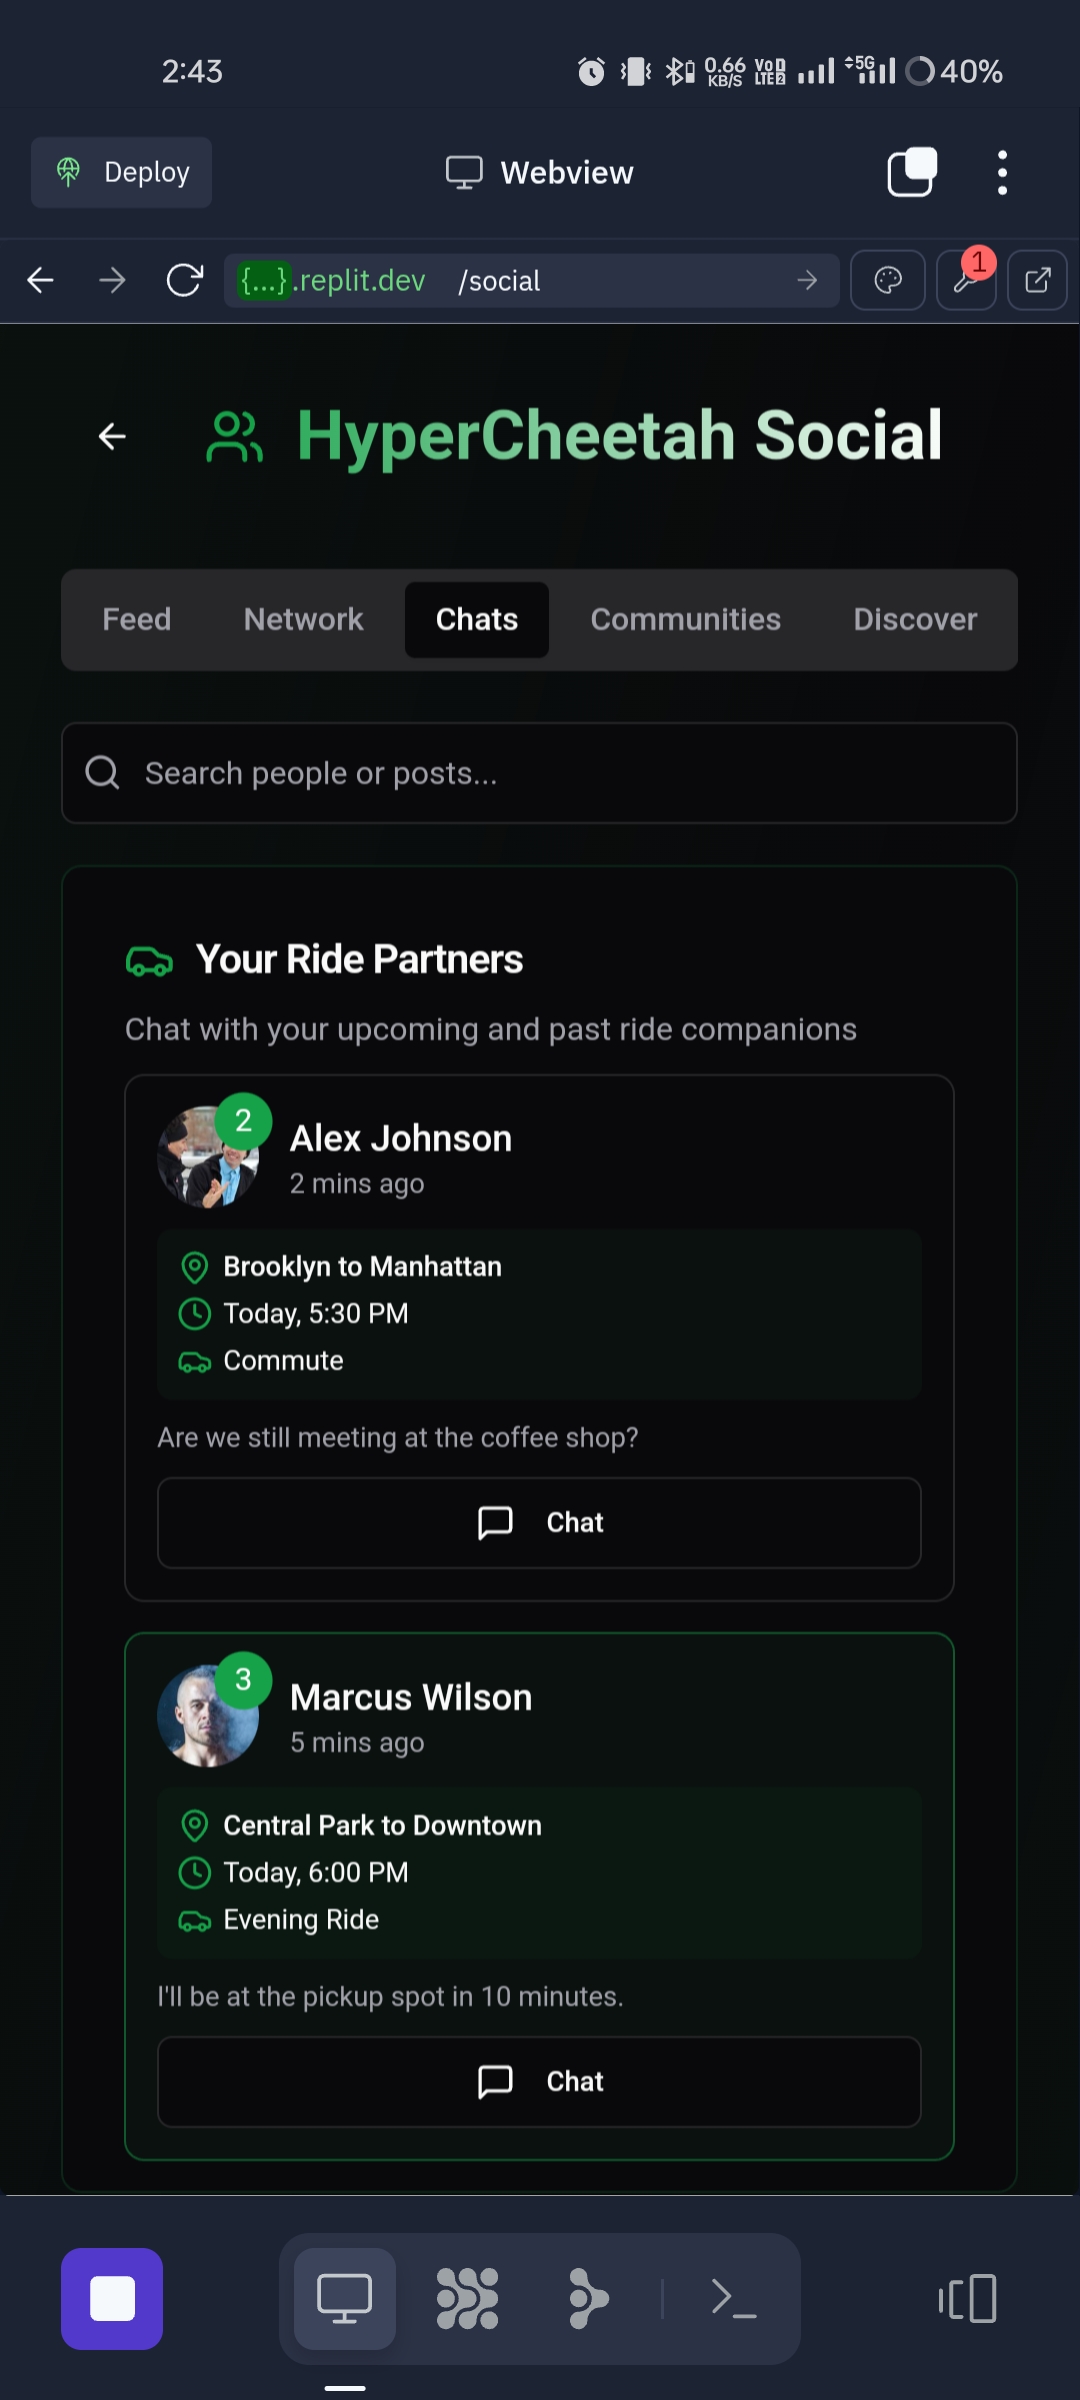 2:43
0.66 KB/S
VoD LTE2
5G
40%
Deploy
Webview
{...}.replit.dev /social
1
HyperCheetah Social
Feed Network Chats Communities Discover
Search people or posts...
Your Ride Partners
Chat with your upcoming and past ride companions
2
Alex Johnson
2 mins ago
Brooklyn to Manhattan
Today, 5:30 PM
Commute
Are we still meeting at the coffee shop?
Chat
3
Marcus Wilson
5 mins ago
Central Park to Downtown
Today, 6:00 PM
Evening Ride
I'll be at the pickup spot in 10 minutes.
Chat